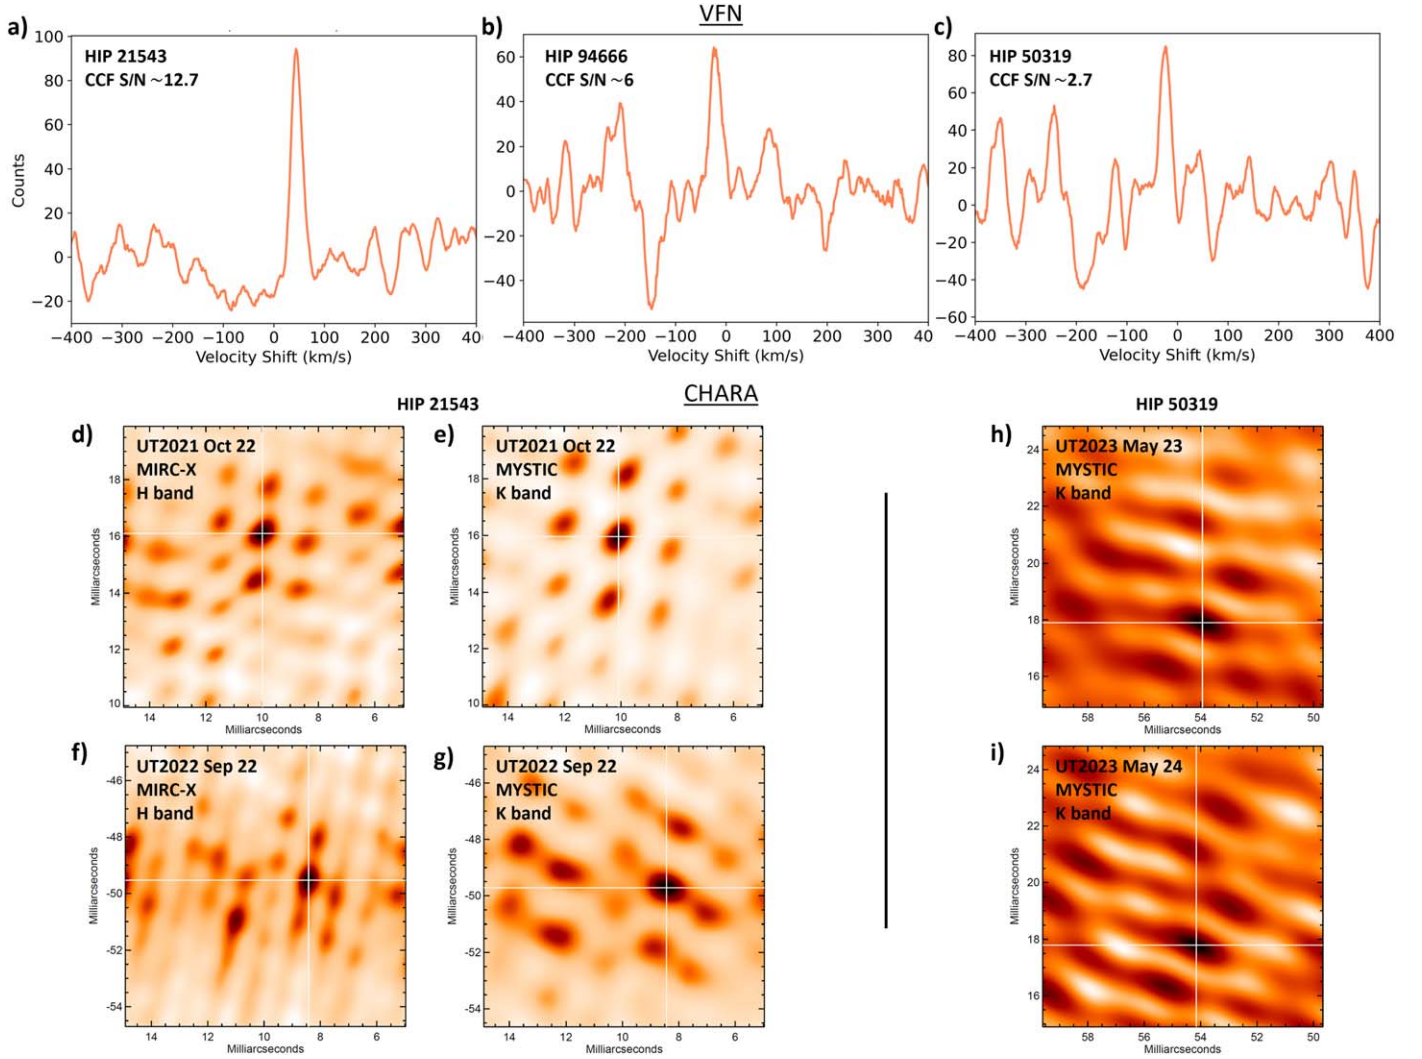 VFN
a)
HIP 21543
CCF S/N ~12.7
100
80
60
40
20
0
−20
Counts
−400 −300 −200 −100 0 100 200 300 400
Velocity Shift (km/s)
b)
HIP 94666
CCF S/N ~6
60
40
20
0
−20
−40
−400 −300 −200 −100 0 100 200 300 400
Velocity Shift (km/s)
c)
HIP 50319
CCF S/N ~2.7
80
60
40
20
0
−20
−40
−60
−400 −300 −200 −100 0 100 200 300 400
Velocity Shift (km/s)
CHARA
HIP 21543
HIP 50319
d)
UT2021 Oct 22
MIRC-X
H band
18
16
14
12
10
Milliarcseconds
14 12 10 8 6
Milliarcseconds
e)
UT2021 Oct 22
MYSTIC
K band
18
16
14
12
10
Milliarcseconds
14 12 10 8 6
Milliarcseconds
h)
UT2023 May 23
MYSTIC
K band
24
22
20
18
16
Milliarcseconds
58 56 54 52 50
Milliarcseconds
f)
UT2022 Sep 22
MIRC-X
H band
-46
-48
-50
-52
-54
Milliarcseconds
14 12 10 8 6
Milliarcseconds
g)
UT2022 Sep 22
MYSTIC
K band
-46
-48
-50
-52
-54
Milliarcseconds
14 12 10 8 6
Milliarcseconds
i)
UT2023 May 24
MYSTIC
K band
24
22
20
18
16
Milliarcseconds
58 56 54 52 50
Milliarcseconds